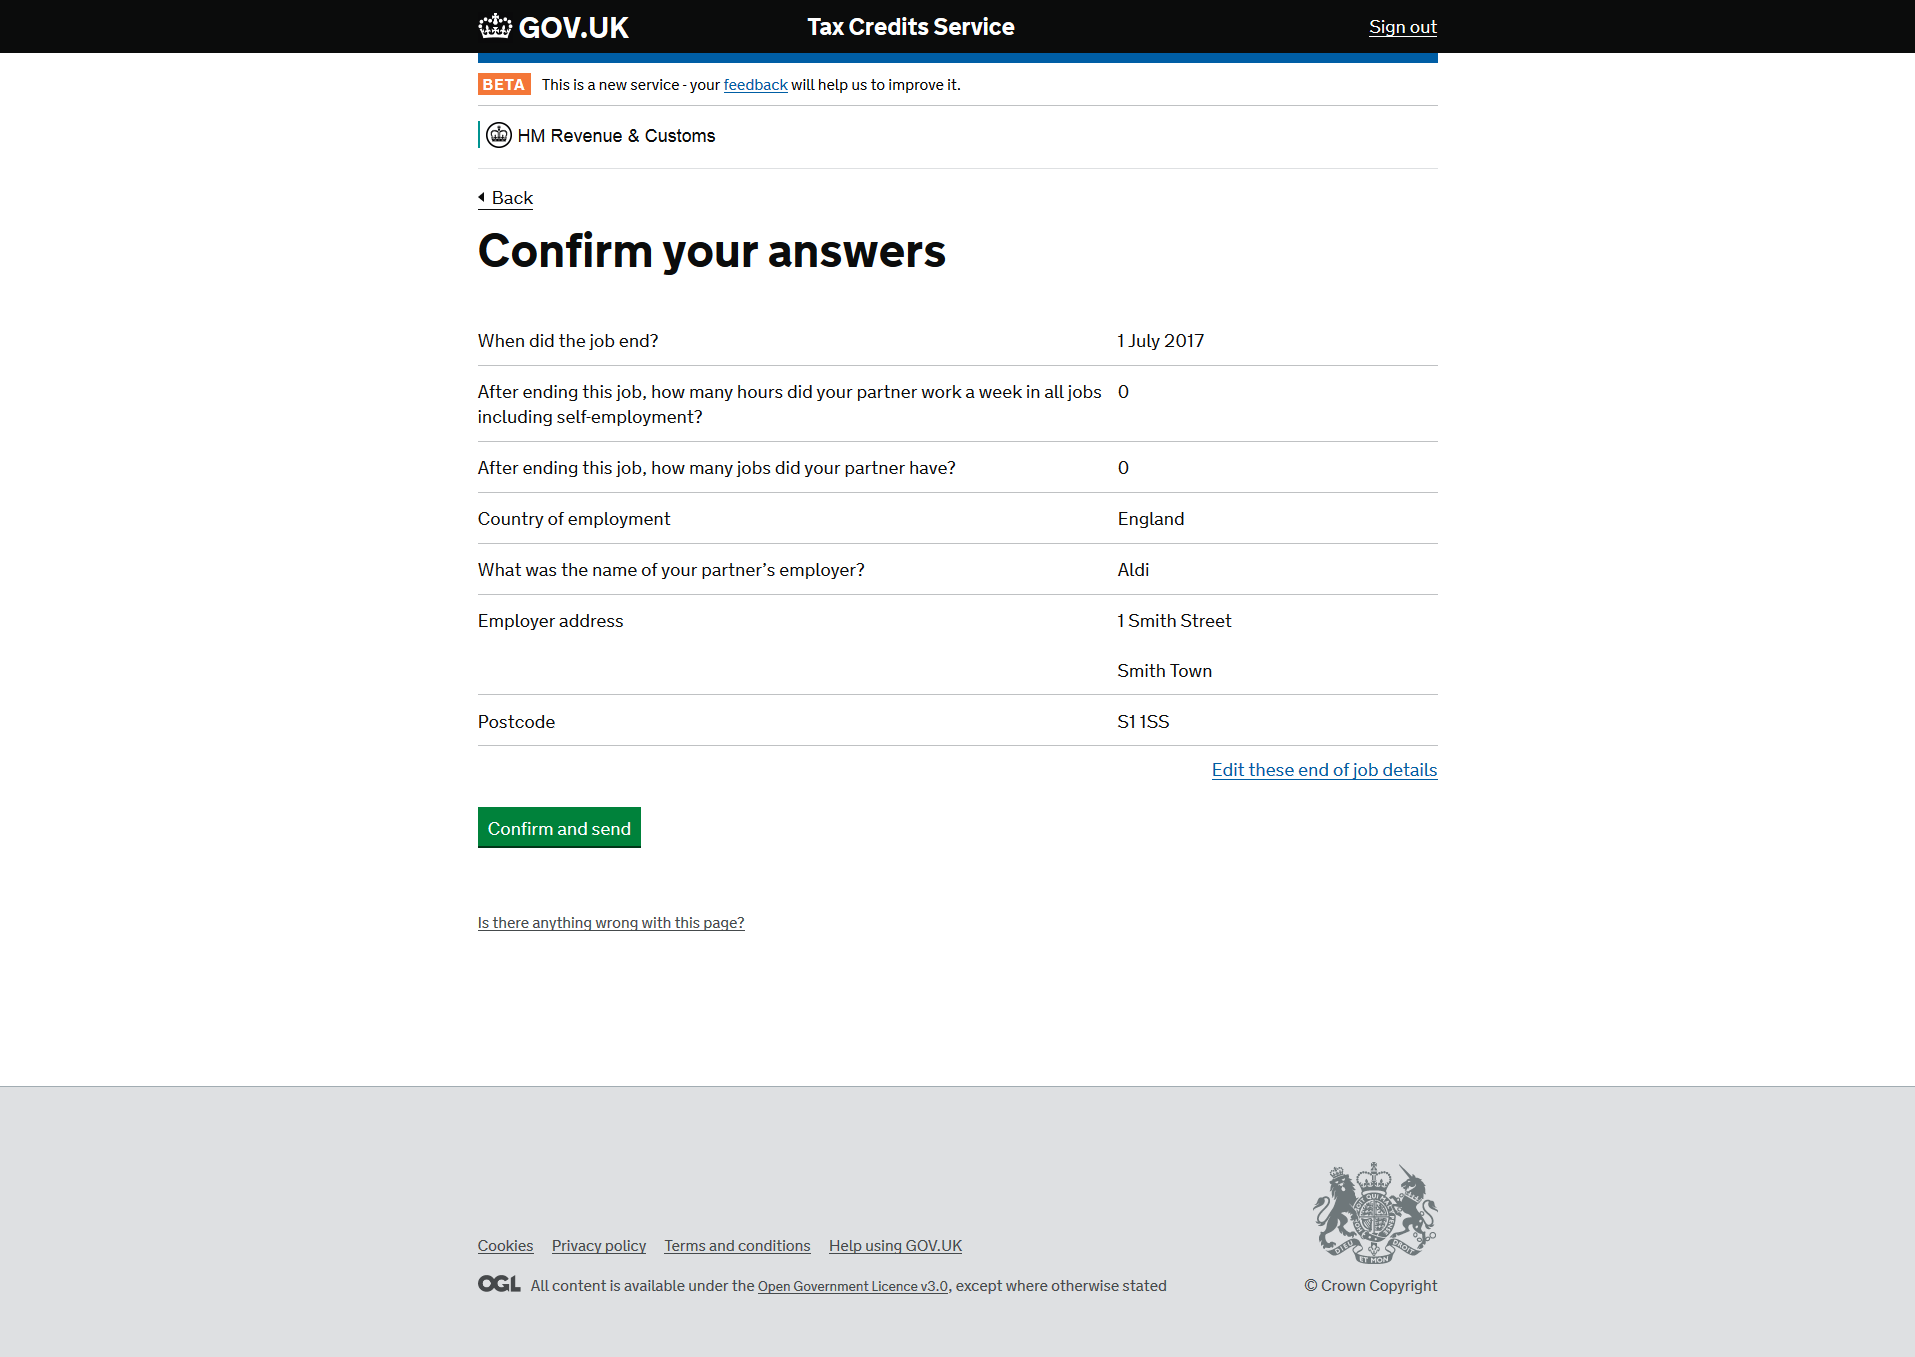 GOV.UK
Tax Credits Service
Sign out
BETA This is a new service - your feedback will help us to improve it.
HM Revenue & Customs
Back
Confirm your answers
When did the job end? 1 July 2017
After ending this job, how many hours did your partner work a week in all jobs 0
including self-employment?
After ending this job, how many jobs did your partner have? 0
Country of employment England
What was the name of your partner’s employer? Aldi
Employer address 1 Smith Street
Smith Town
Postcode S1 1SS
Edit these end of job details
Confirm and send
Is there anything wrong with this page?
Cookies Privacy policy Terms and conditions Help using GOV.UK
OGL All content is available under the Open Government Licence v3.0, except where otherwise stated
DIEU ET MON DROIT
© Crown Copyright